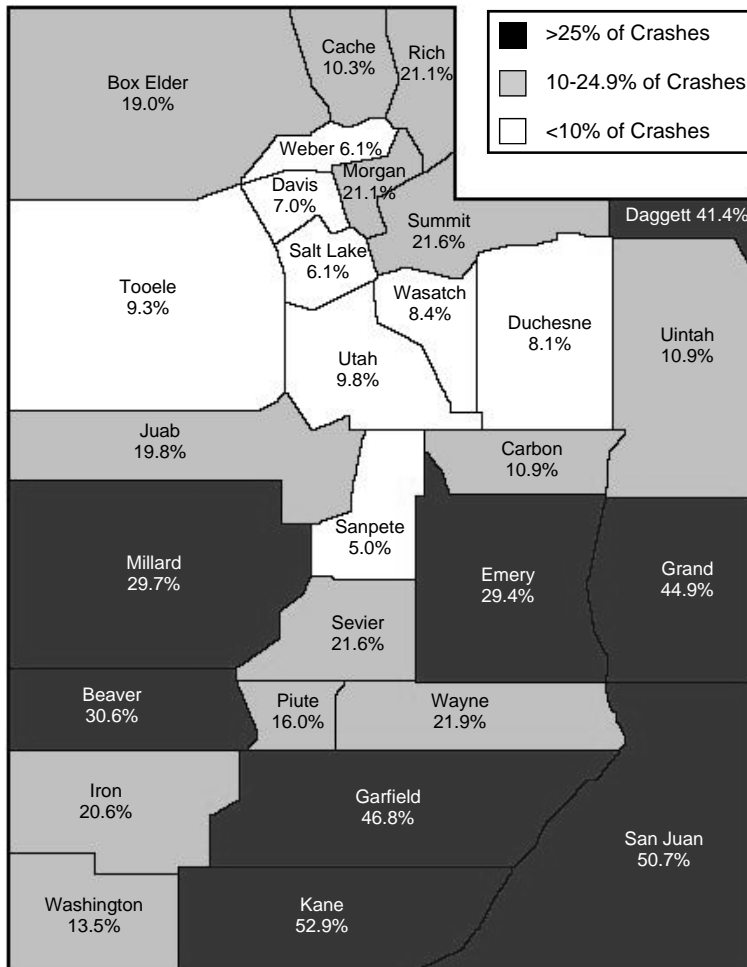 >25% of Crashes
10-24.9% of Crashes
<10% of Crashes
Box Elder
19.0%
Cache
10.3%
Rich
21.1%
Weber 6.1%
Morgan
21.1%
Davis
7.0%
Summit
21.6%
Daggett 41.4%
Salt Lake
6.1%
Tooele
9.3%
Wasatch
8.4%
Duchesne
8.1%
Uintah
10.9%
Utah
9.8%
Juab
19.8%
Carbon
10.9%
Sanpete
5.0%
Millard
29.7%
Emery
29.4%
Grand
44.9%
Sevier
21.6%
Beaver
30.6%
Piute
16.0%
Wayne
21.9%
Iron
20.6%
Garfield
46.8%
San Juan
50.7%
Washington
13.5%
Kane
52.9%